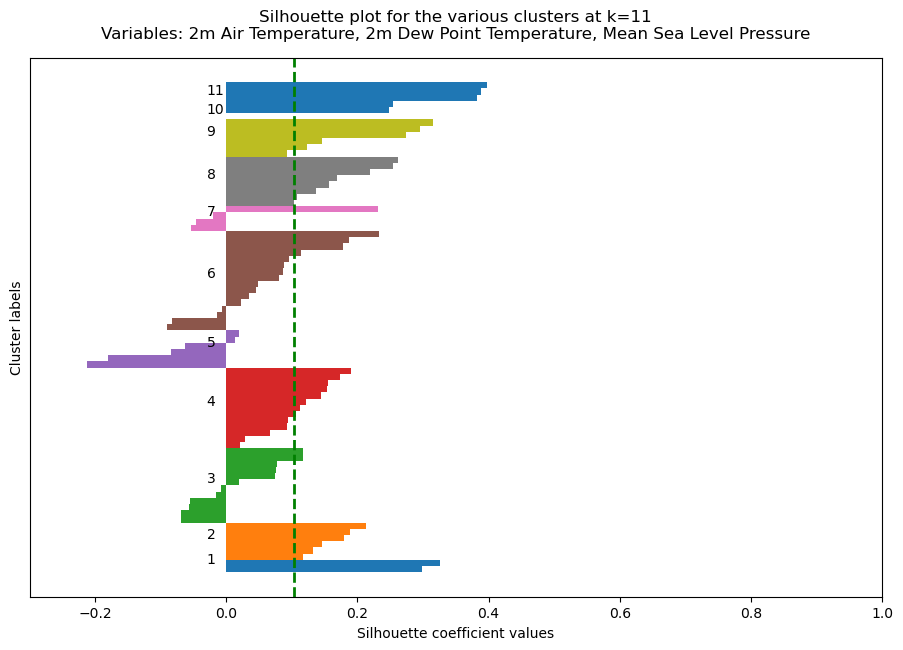 Silhouette plot for the various clusters at k=11
Variables: 2m Air Temperature, 2m Dew Point Temperature, Mean Sea Level Pressure
Cluster labels
11
10
9
8
7
6
5
4
3
2
1
−0.2 0.0 0.2 0.4 0.6 0.8 1.0
Silhouette coefficient values